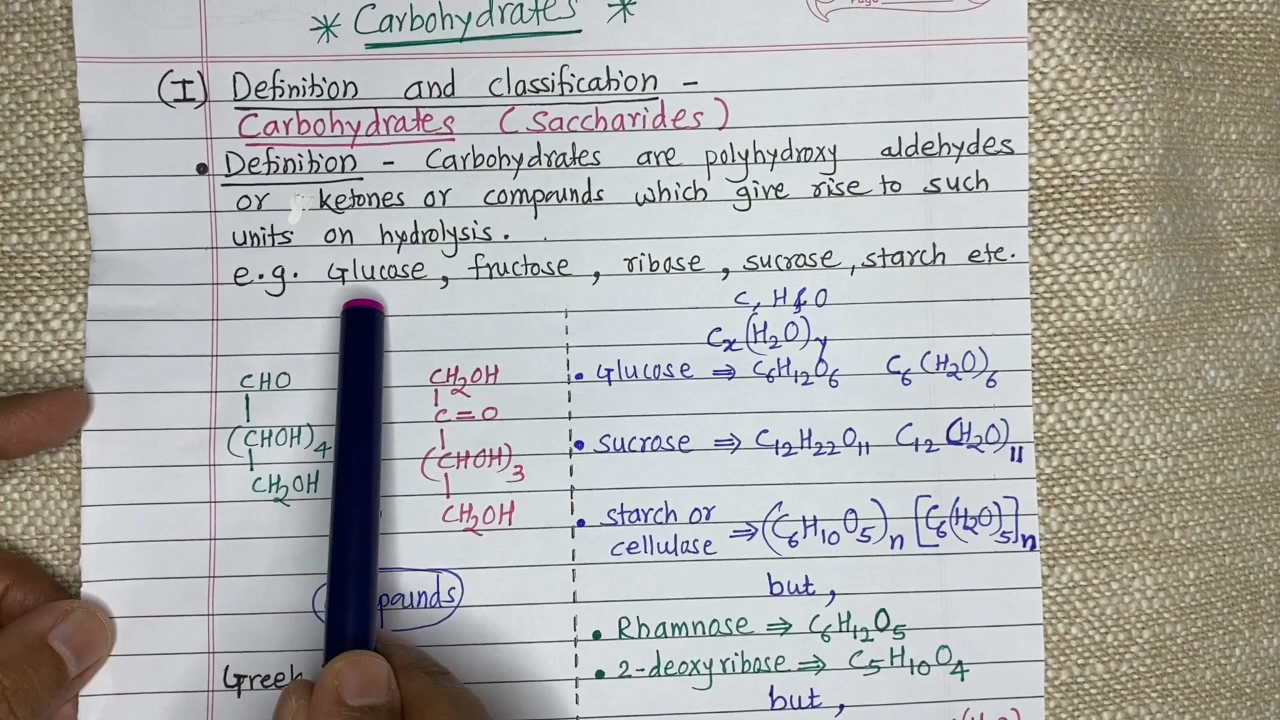 * Carbohydrates *
(I) Definition and classification -
Carbohydrates (Saccharides)
• Definition - Carbohydrates are polyhydroxy aldehydes
or ketones or compounds which give rise to such
units on hydrolysis.
e.g. Glucose, fructose, ribose, sucrose, starch etc.
CHO
|
(CHOH)4
|
CH2OH
CH2OH
|
C=O
|
(CHOH)3
|
CH2OH
Greek
C, H & O
Cx(H2O)y
• Glucose ⇒ C6H12O6 C6(H2O)6
• sucrose ⇒ C12H22O11 C12(H2O)11
• starch or
cellulose ⇒ (C6H10O5)n [C6(H2O)5]n
but,
• Rhamnose ⇒ C6H12O5
• 2-deoxyribose ⇒ C5H10O4
but,